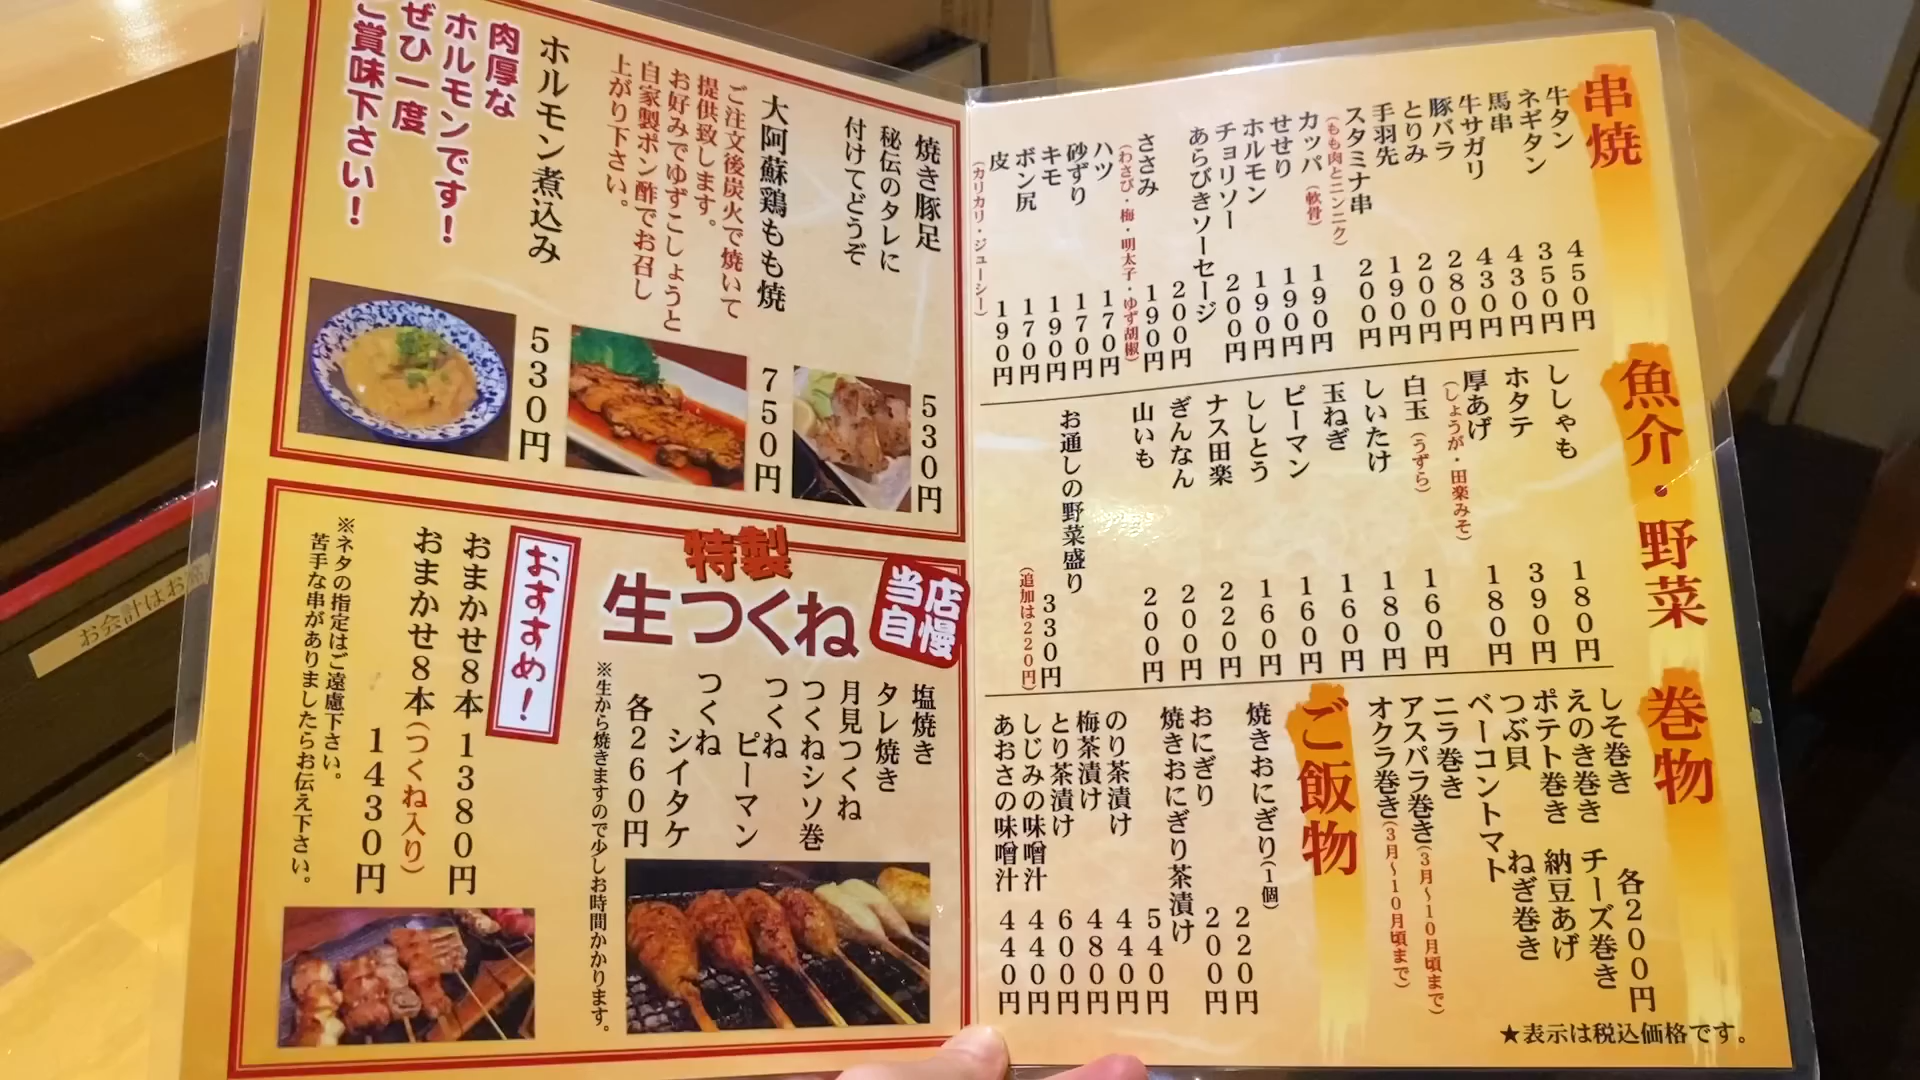 串焼
牛タン 450円
ネギタン 350円
馬串 430円
牛サガリ 430円
豚バラ 280円
とりみ 200円
手羽先 190円
スタミナ串 200円
(もも肉とニンニク)
カッパ(軟骨) 190円
せせり 190円
ホルモン 190円
チョリソー 200円
あらびきソーセージ 200円
ささみ 190円
(わさび・梅・明太子・ゆず胡椒)
ハツ 170円
砂ずり 170円
キモ 190円
ボン尻 170円
皮 190円
(カリカリ・ジューシー)
魚介・野菜
ししゃも 180円
ホタテ 390円
厚あげ 180円
(しょうが・田楽みそ)
白玉(うずら) 160円
しいたけ 180円
玉ねぎ 160円
ピーマン 160円
ししとう 160円
ナス田楽 220円
ぎんなん 200円
山いも 200円
お通しの野菜盛り 330円
(追加は220円)
巻物
しそ巻き
えのき巻き チーズ巻き
ポテト巻き 納豆あげ
つぶ貝 ねぎ巻き
ベーコントマト
ニラ巻き
アスパラ巻き(3月〜10月頃まで)
オクラ巻き(3月〜10月頃まで)
各200円
ご飯物
焼きおにぎり(1個) 220円
おにぎり 200円
焼きおにぎり茶漬け 540円
のり茶漬け 440円
梅茶漬け 480円
とり茶漬け 600円
しじみの味噌汁 440円
あおさの味噌汁 440円
★表示は税込価格です。
焼き豚足 530円
秘伝のタレに
付けてどうぞ
大阿蘇鶏もも焼 750円
ご注文後炭火で焼いて
提供致します。
お好みでゆずこしょうと
自家製ポン酢でお召し
上がり下さい。
ホルモン煮込み 530円
肉厚な
ホルモンです!
ぜひ一度
ご賞味下さい!
当店
自慢
特製
生つくね
塩焼き
タレ焼き
月見つくね
つくねシソ巻
つくね
ピーマン
つくね
シイタケ
各260円
※生から焼きますので少しお時間かかります。
おすすめ!
おまかせ8本 1380円
おまかせ8本(つくね入り) 1430円
※ネタの指定はご遠慮下さい。
苦手な串がありましたらお伝え下さい。
お会計はお